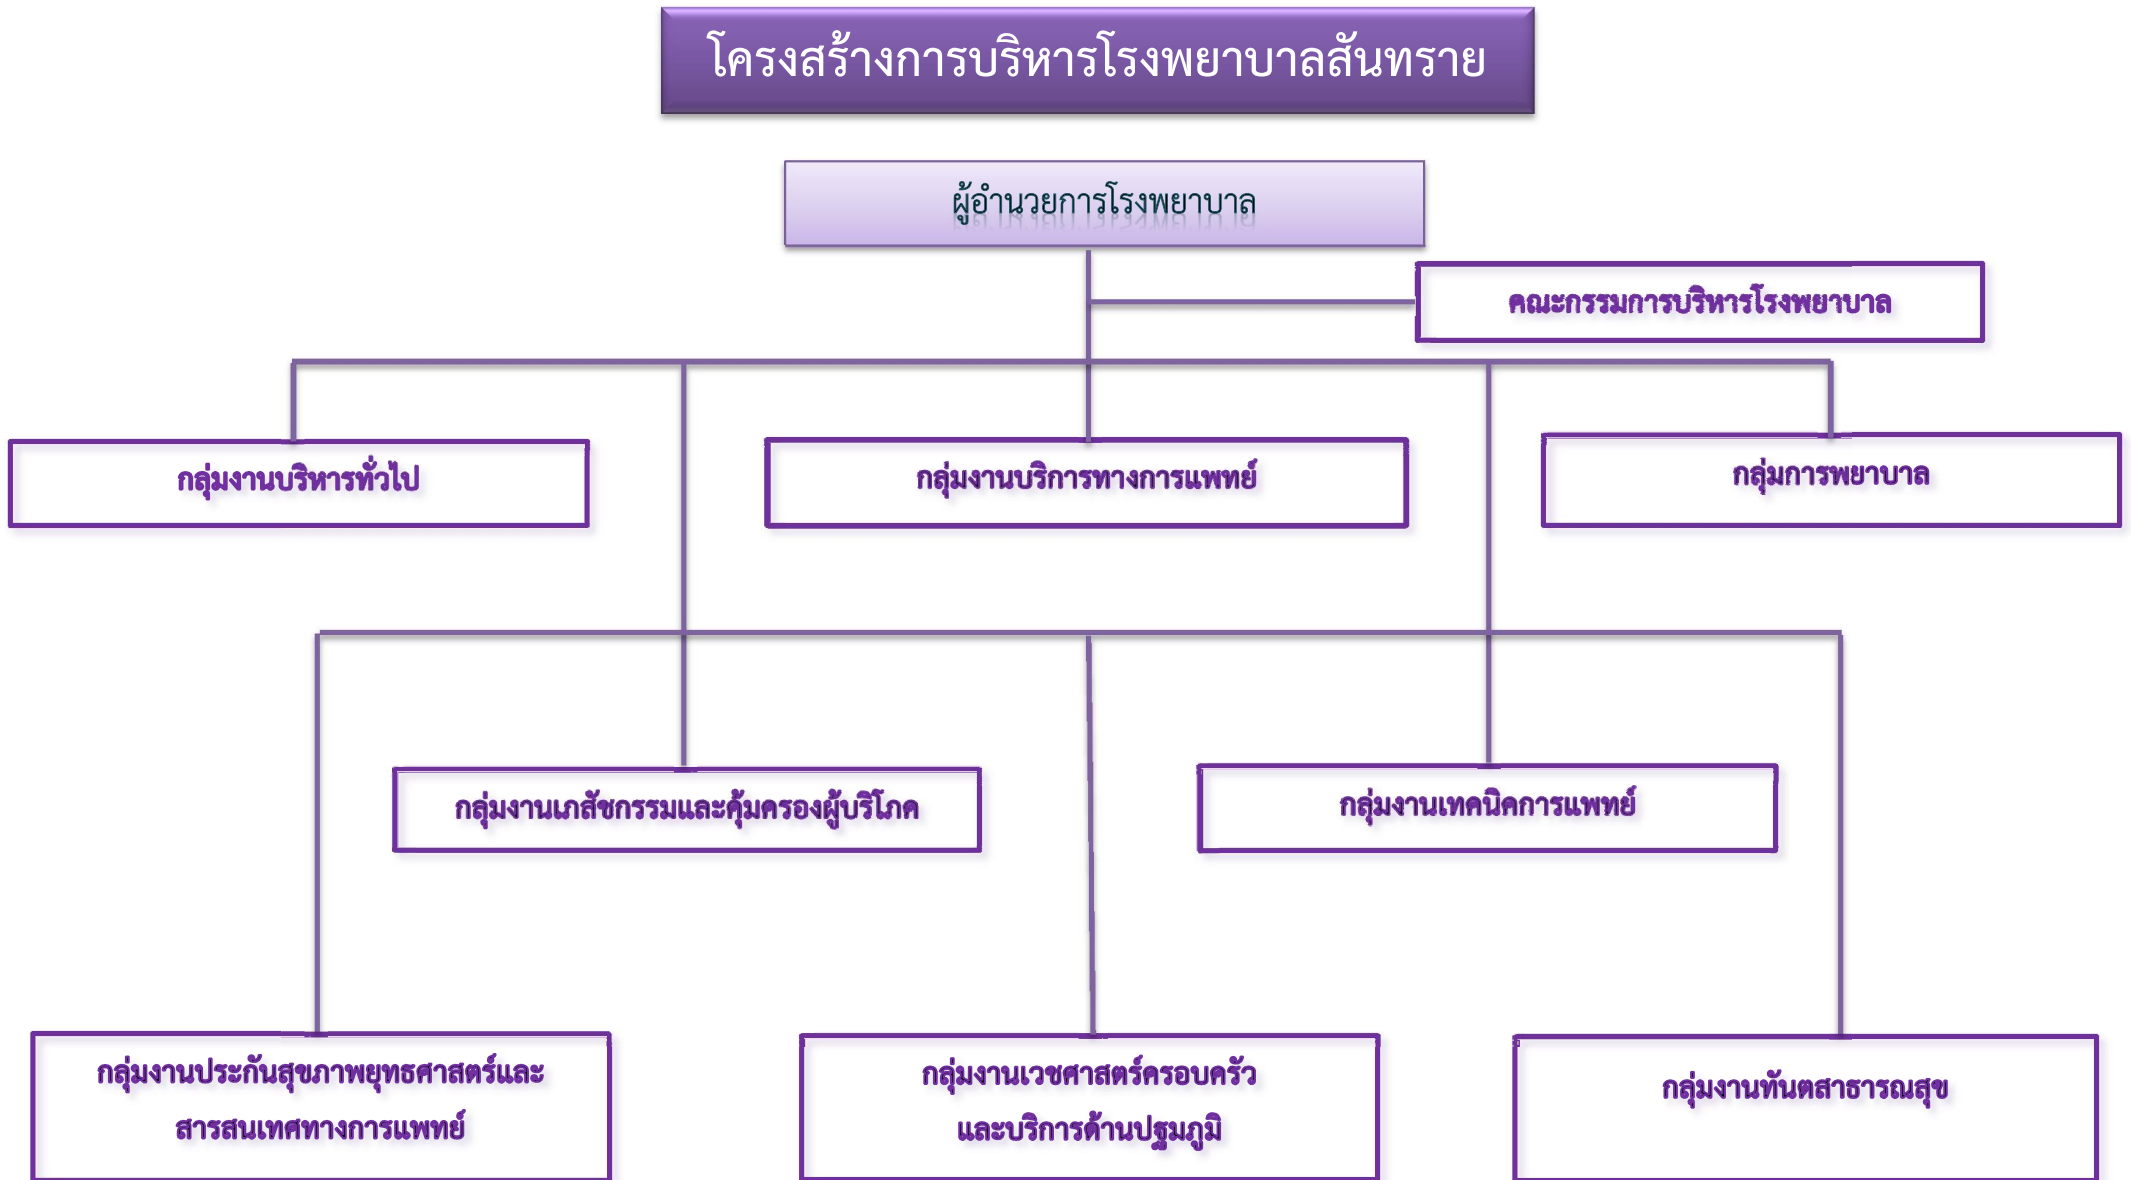 โครงสร้างการบริหารโรงพยาบาลสันทราย
ผู้อำนวยการโรงพยาบาล
คณะกรรมการบริหารโรงพยาบาล
กลุ่มงานบริหารทั่วไป
กลุ่มงานบริการทางการแพทย์
กลุ่มการพยาบาล
กลุ่มงานเภสัชกรรมและคุ้มครองผู้บริโภค
กลุ่มงานเทคนิคการแพทย์
กลุ่มงานประกันสุขภาพยุทธศาสตร์และ
สารสนเทศทางการแพทย์
กลุ่มงานเวชศาสตร์ครอบครัว
และบริการด้านปฐมภูมิ
กลุ่มงานทันตสาธารณสุข